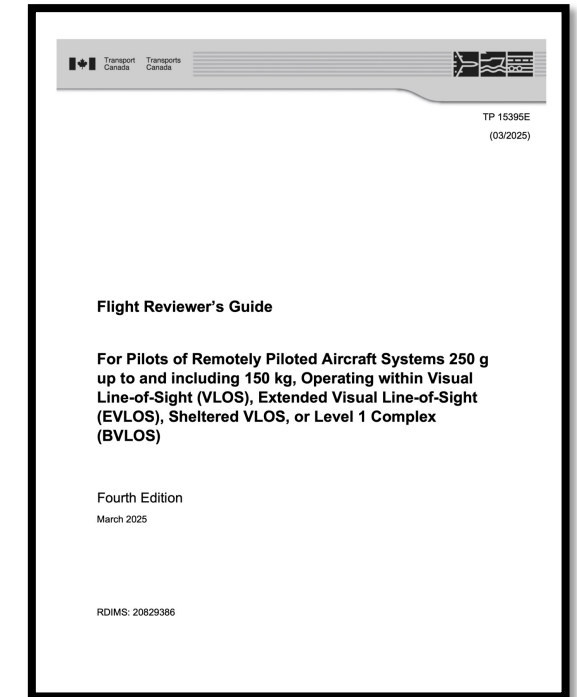 Transport Transports
Canada Canada
TP 15395E
(03/2025)
Flight Reviewer's Guide
For Pilots of Remotely Piloted Aircraft Systems 250 g
up to and including 150 kg, Operating within Visual
Line-of-Sight (VLOS), Extended Visual Line-of-Sight
(EVLOS), Sheltered VLOS, or Level 1 Complex
(BVLOS)
Fourth Edition
March 2025
RDIMS: 20829386